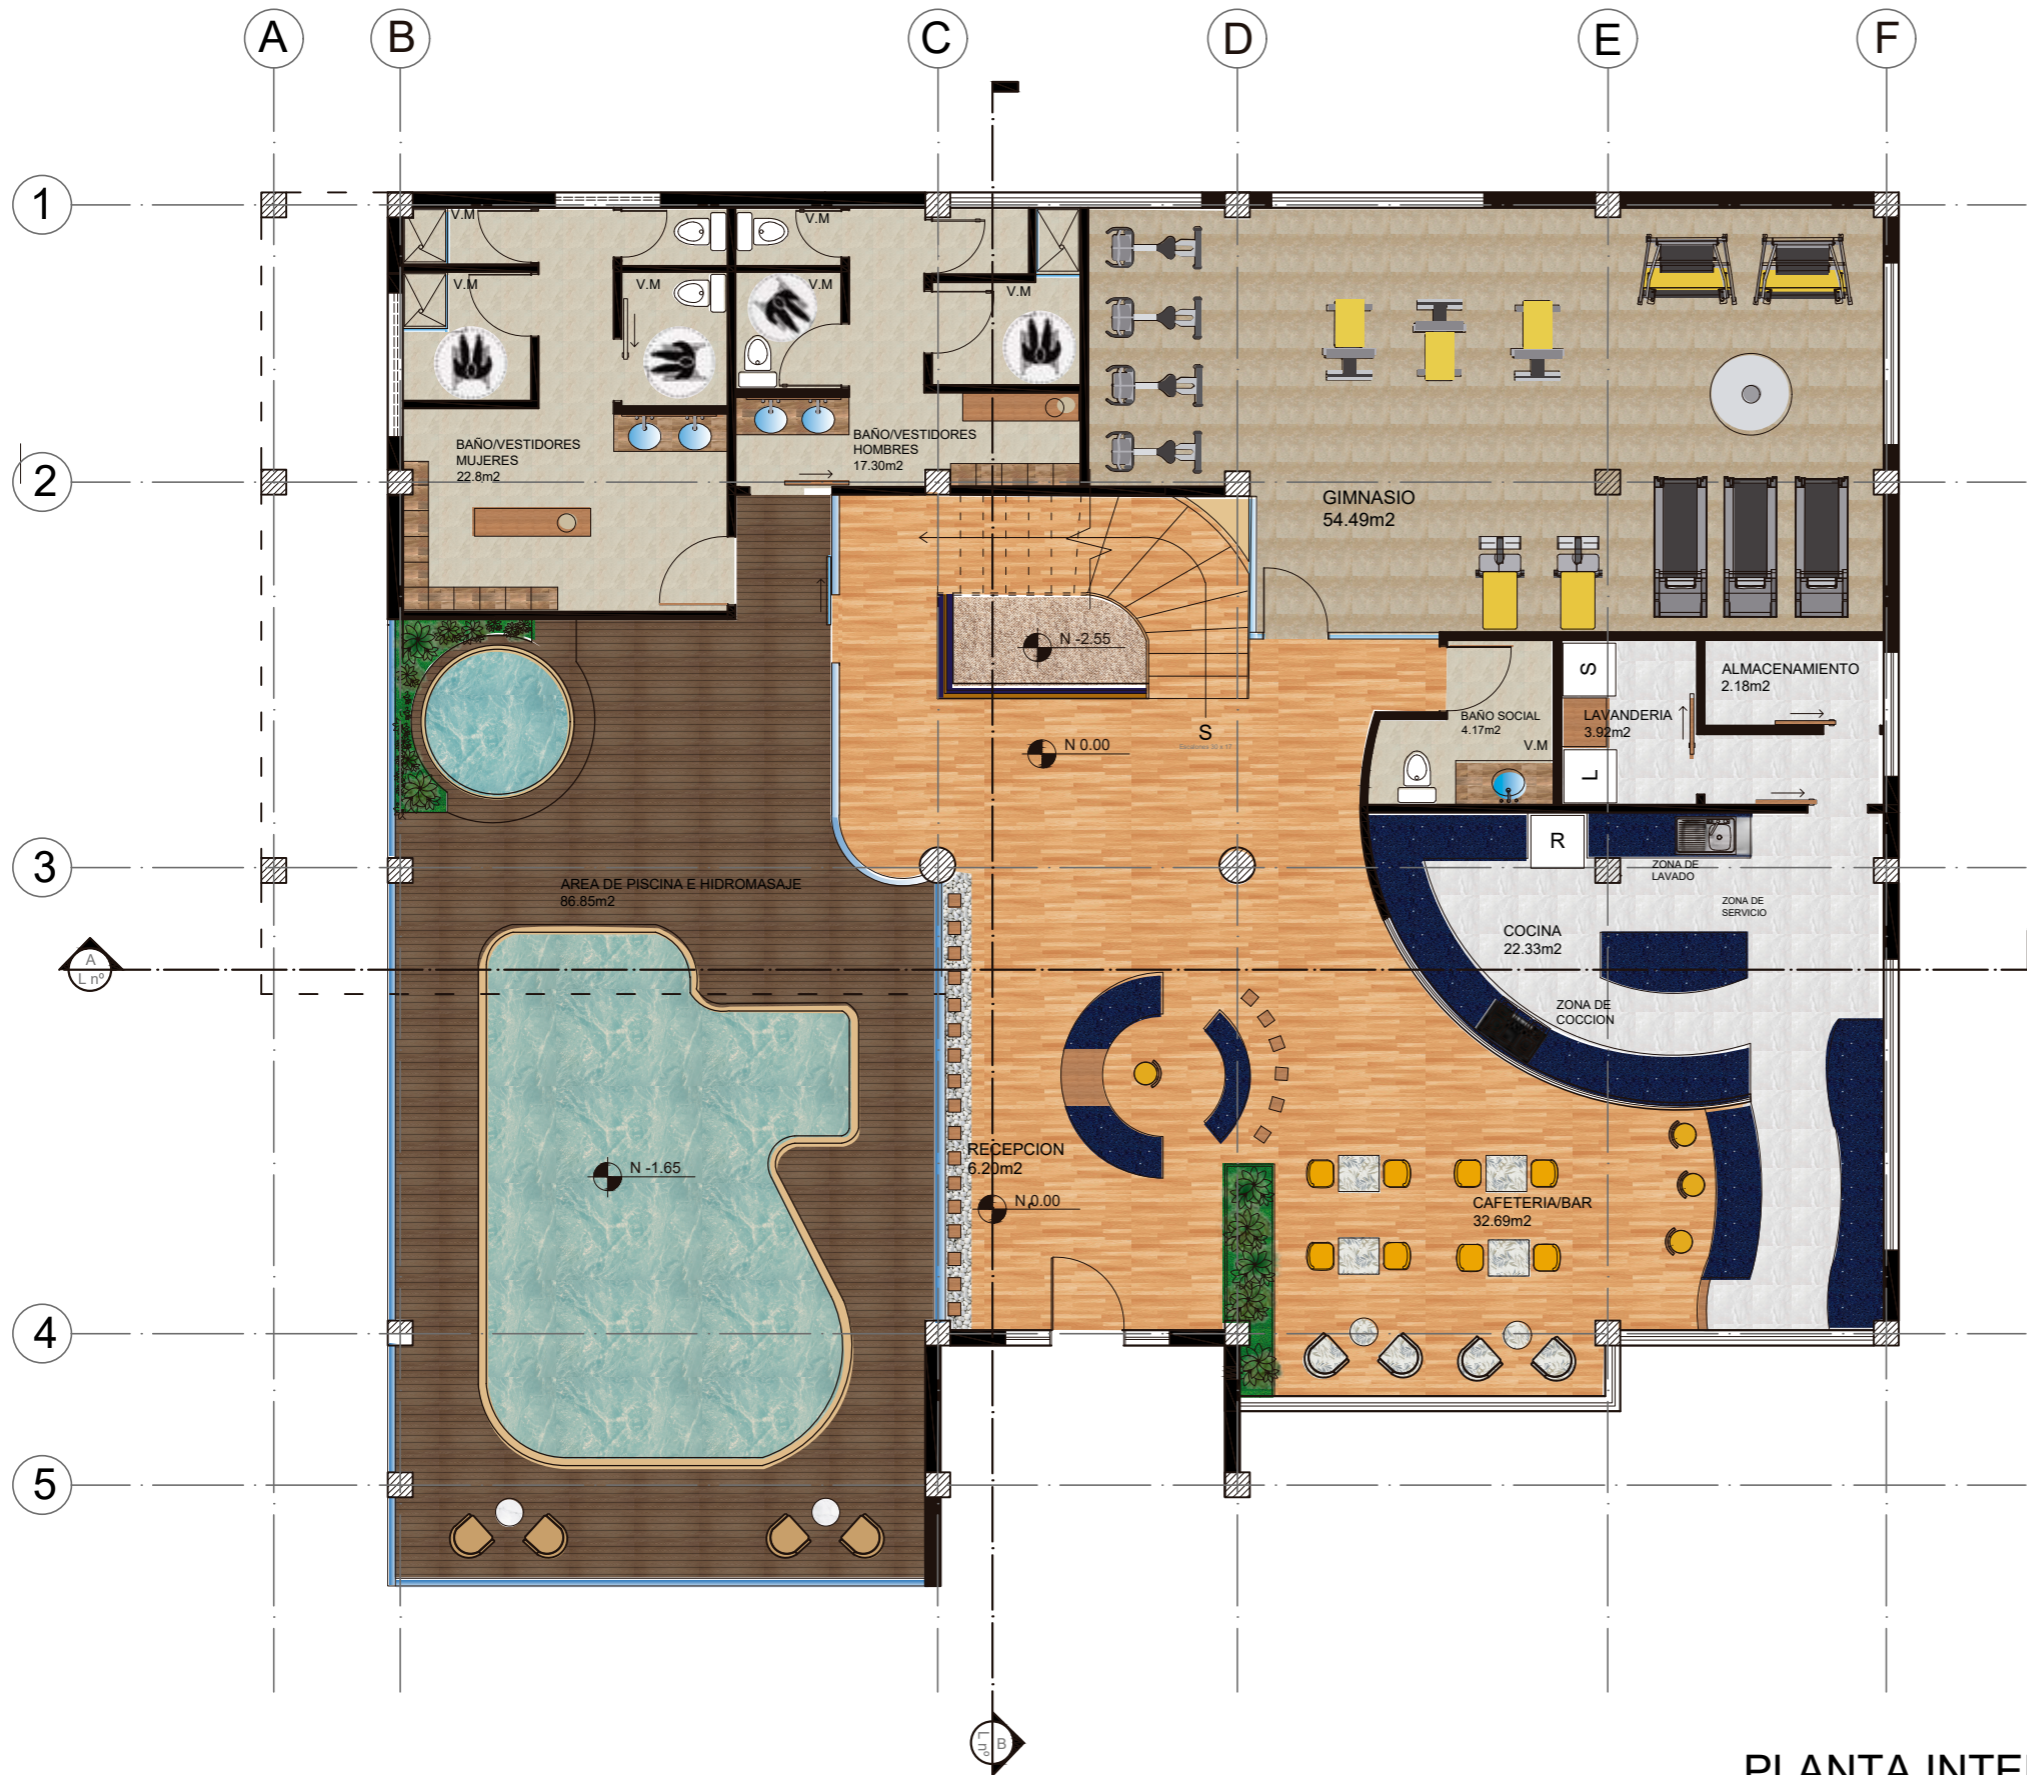 A
B
C
D
E
F
1
2
3
4
5
V.M
V.M
V.M
V.M
V.M
V.M
BAÑO/VESTIDORES
MUJERES
22.8m2
BAÑO/VESTIDORES
HOMBRES
17.30m2
GIMNASIO
54.49m2
N -2.55
N 0.00
S
BAÑO SOCIAL
4.17m2
V.M
S
LAVANDERIA
3.92m2
L
ALMACENAMIENTO
2.18m2
R
ZONA DE
LAVADO
ZONA DE
SERVICIO
COCINA
22.33m2
ZONA DE
COCCION
AREA DE PISCINA E HIDROMASAJE
86.85m2
A
L nº
N -1.65
RECEPCION
6.20m2
N 0.00
CAFETERIA/BAR
32.69m2
L nº
B